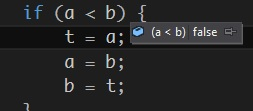 if (a < b) {
t = a; (a < b) false
a = b;
b = t;
}